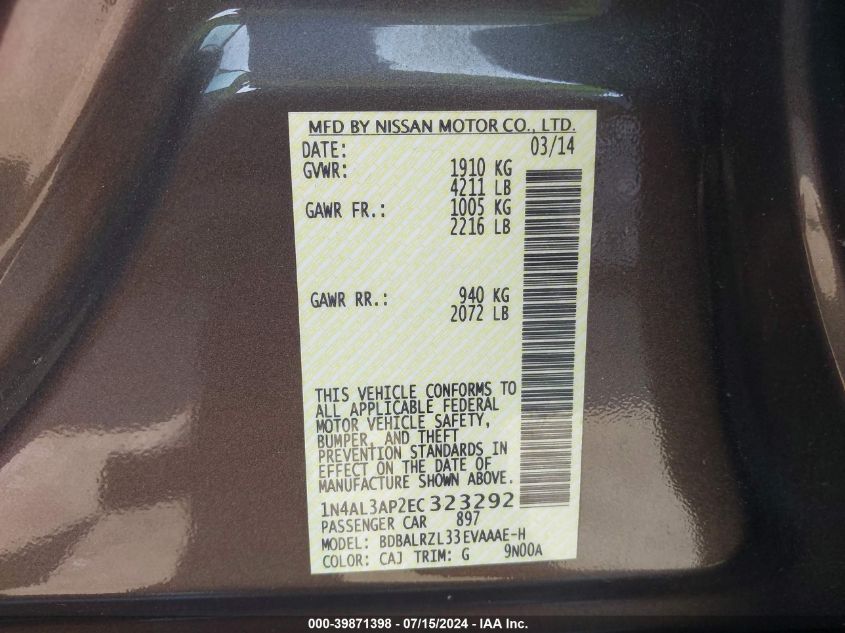 MFD BY NISSAN MOTOR CO., LTD.
DATE: 03/14
GVWR: 1910 KG
4211 LB
GAWR FR.: 1005 KG
2216 LB
GAWR RR.: 940 KG
2072 LB
THIS VEHICLE CONFORMS TO
ALL APPLICABLE FEDERAL
MOTOR VEHICLE SAFETY,
BUMPER, AND THEFT
PREVENTION STANDARDS IN
EFFECT ON THE DATE OF
MANUFACTURE SHOWN ABOVE.
1N4AL3AP2EC323292
PASSENGER CAR 897
MODEL: BDBALRZL33EVAAAE-H
COLOR: CAJ TRIM: G 9N00A
000-39871398 - 07/15/2024 - IAAI Inc.